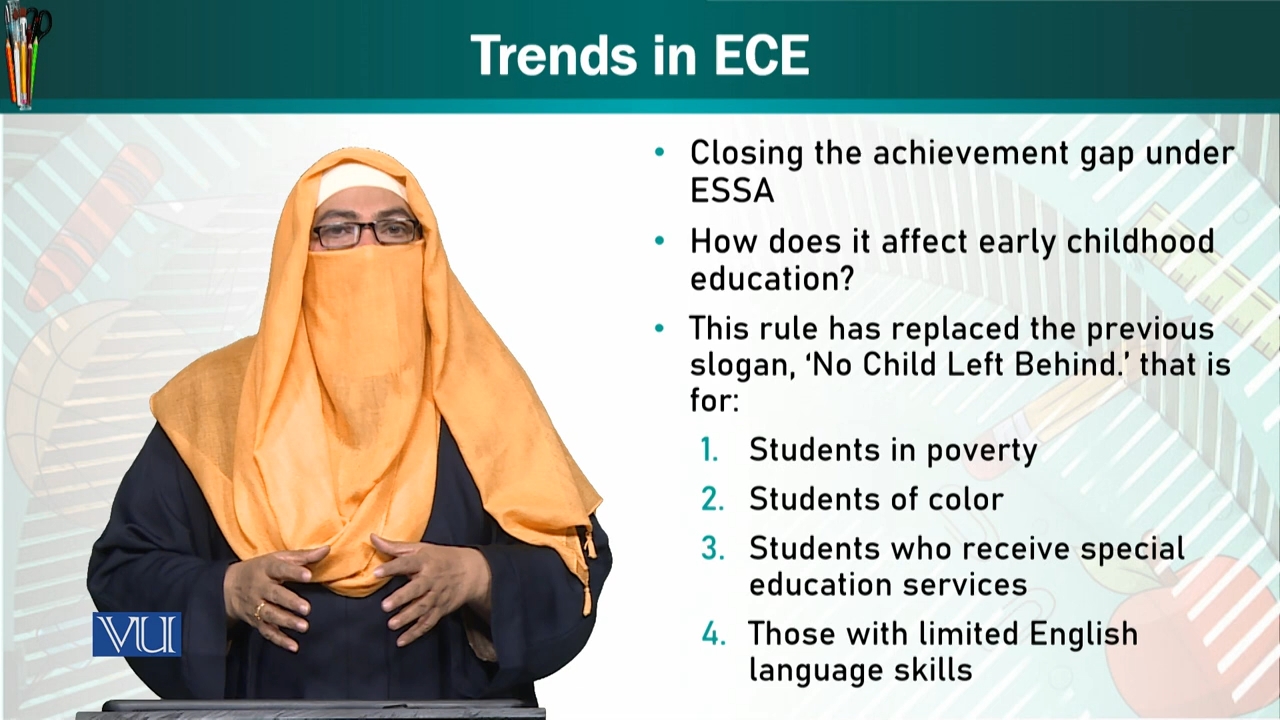 Trends in ECE
• Closing the achievement gap under
ESSA
• How does it affect early childhood
education?
• This rule has replaced the previous
slogan, ‘No Child Left Behind.’ that is
for:
1. Students in poverty
2. Students of color
3. Students who receive special
education services
4. Those with limited English
language skills
VU